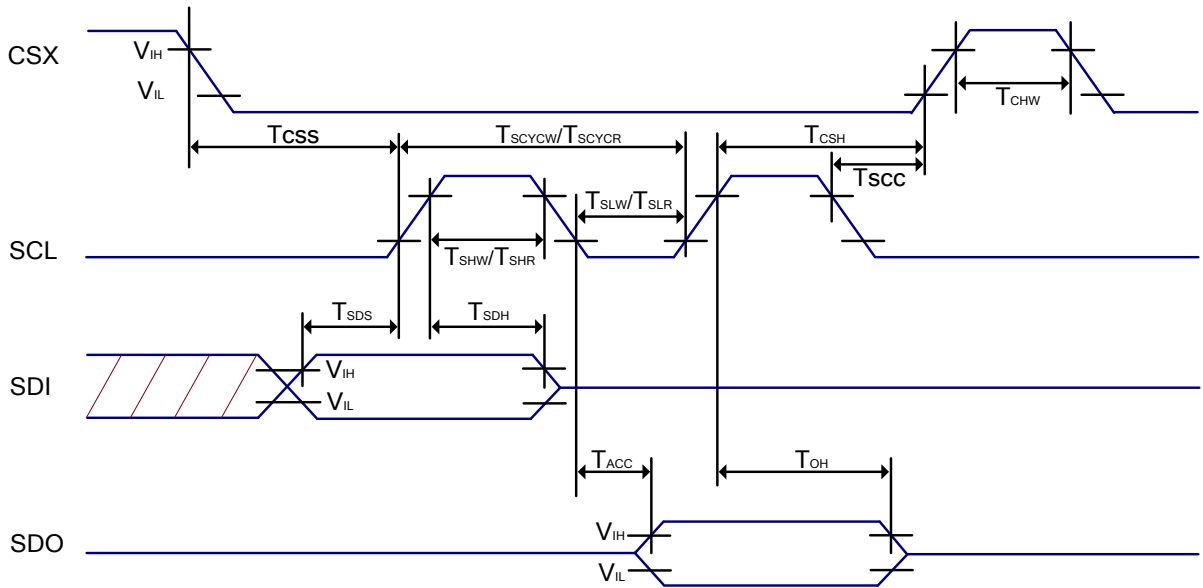 CSX
VIH
VIL
TCHW
TCSS
TSCYCW/TSCYCR
TCSH
TSCC
TSLW/TSLR
SCL
TSHW/TSHR
TSDS
TSDH
VIH
SDI
VIL
TACC
TOH
VIH
SDO
VIL